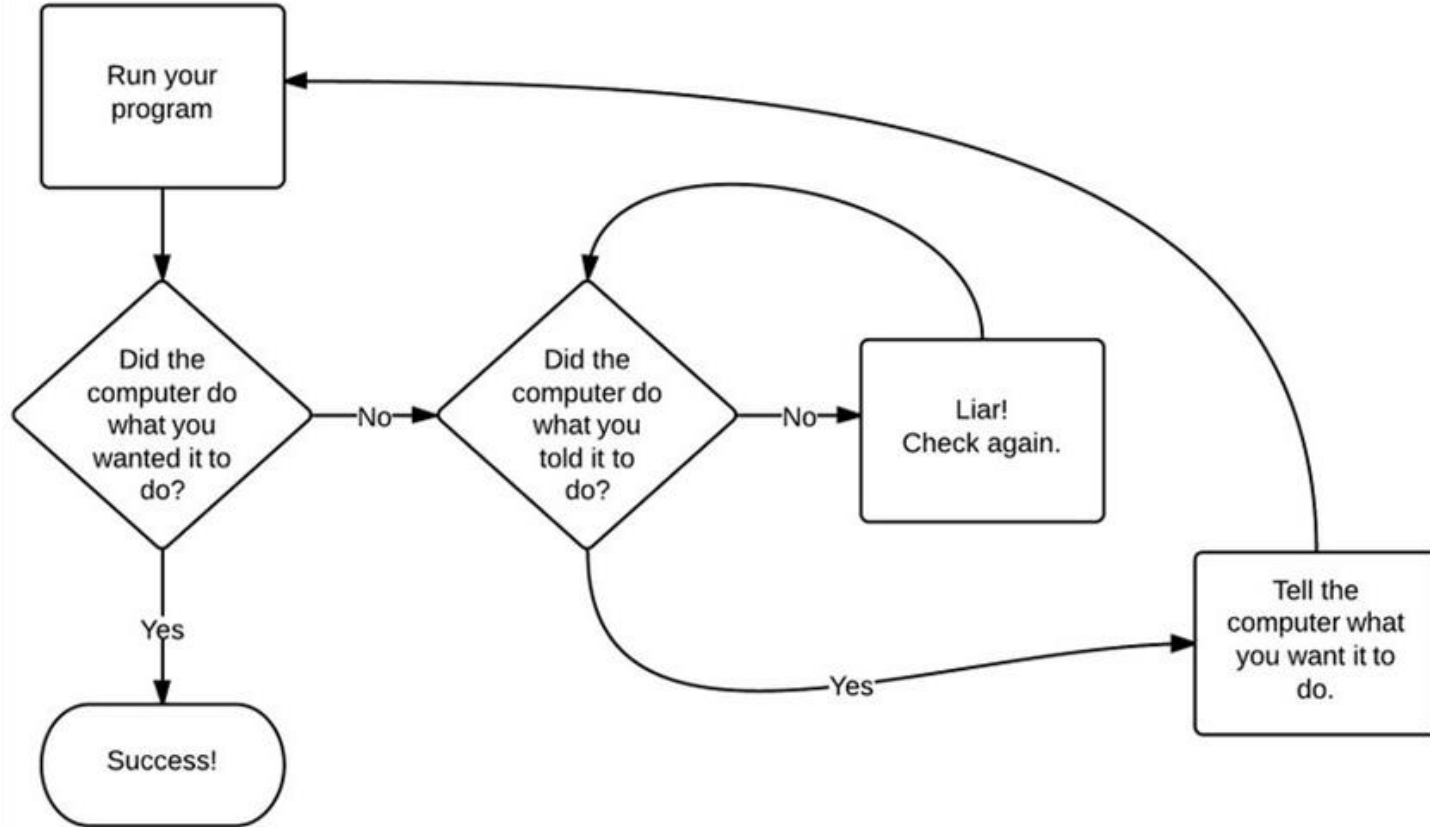 Run your
program
Did the
computer do
what you
wanted it to
do?
No
Did the
computer do
what you
told it to
do?
No
Liar!
Check again.
Yes
Success!
Yes
Tell the
computer what
you want it to
do.